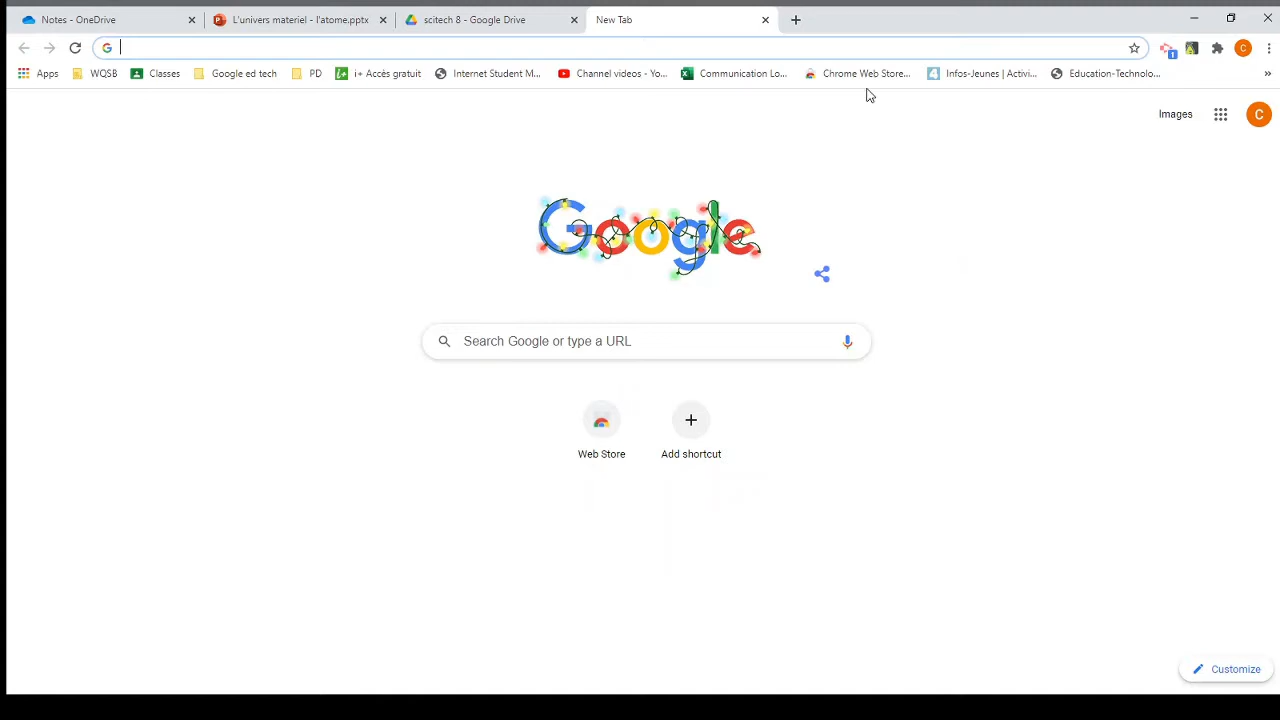 Notes - OneDrive
L'univers materiel - l'atome.pptx
scitech 8 - Google Drive
New Tab
Apps
WQSB
Classes
Google ed tech
PD
i+ Accés gratuit
Internet Student M...
Channel videos - Yo...
Communication Lo...
Chrome Web Store...
Infos-Jeunes | Activi...
Education-Technolo...
»
1
C
Images
C
Google
Search Google or type a URL
Web Store
Add shortcut
Customize